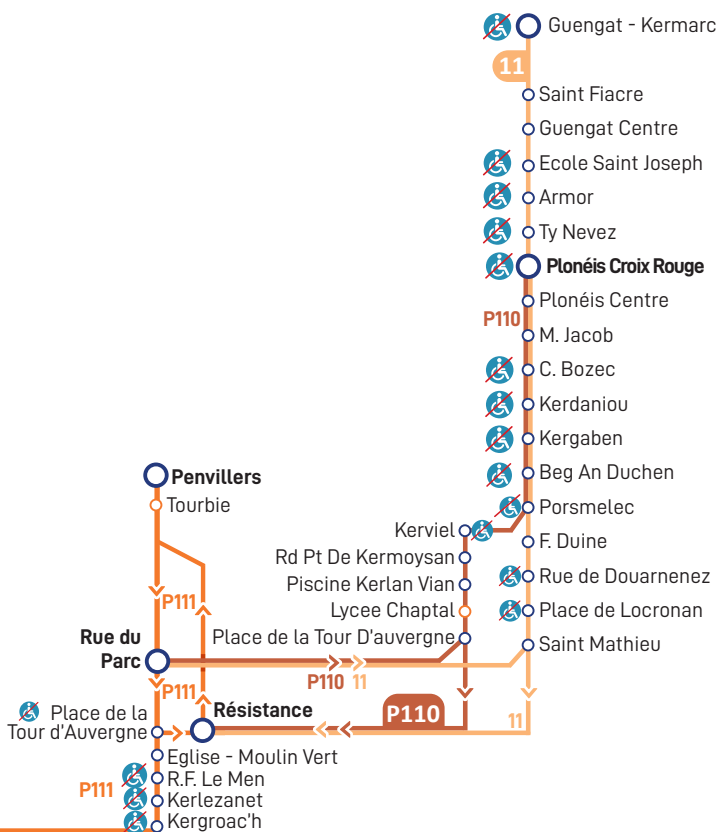 Guengat - Kermarc
11
Saint Fiacre
Guengat Centre
Ecole Saint Joseph
Armor
Ty Nevez
Plonéis Croix Rouge
Plonéis Centre
P110
M. Jacob
C. Bozec
Kerdaniou
Kergaben
Beg An Duchen
Porsmelec
F. Duine
Rue de Douarnenez
Place de Locronan
Saint Mathieu
Penvillers
Tourbie
Kerviel
Rd Pt De Kermoysan
Piscine Kerlan Vian
Lycee Chaptal
Place de la Tour D'auvergne
P111
Rue du
Parc
P110 11
P111
Résistance
P110
11
Place de la
Tour d'Auvergne
Eglise - Moulin Vert
R.F. Le Men
P111
Kerlezanet
Kergroac'h